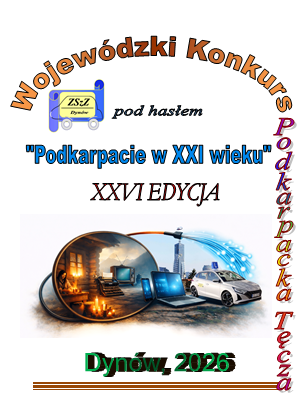 Wojewódzki Konkurs
ZSzZ
Dynów
pod hasłem
"Podkarpacie w XXI wieku"
XXVI EDYCJA
Podkarpacka Tęcza
Dynów, 2026